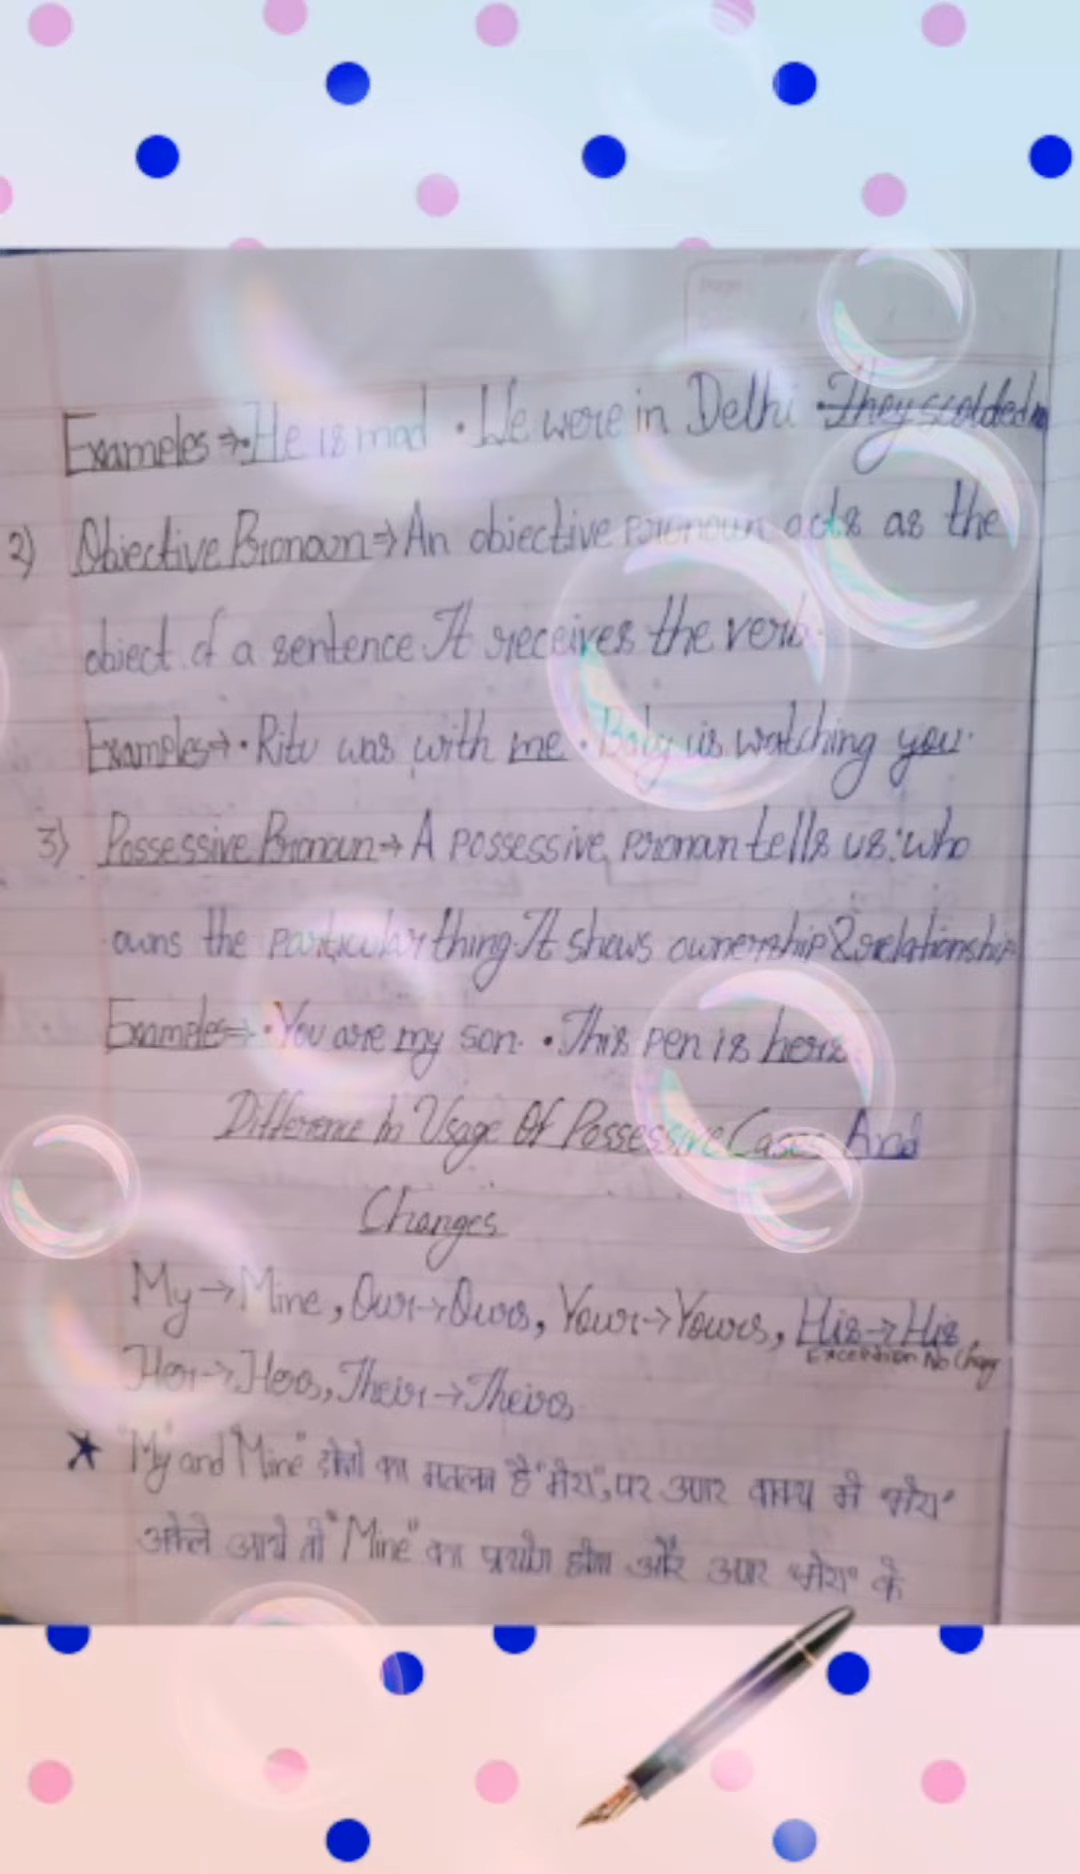 Examples⇒•He is mad •We were in Delhi •They scolded me
2) Objective Pronoun⇒An objective pronoun acts as the
object of a sentence.It receives the verb.
Examples→•Ritu was with me.•Baby is watching you.
3) Possessive Pronoun→A possessive pronoun tells us who
owns the particular thing.It shows ownership & relationship
Examples⇒•You are my son. •This pen is hers.
Difference In Usage Of Possessive Cases And
Changes
My→Mine, Our→Ours, Your→Yours, His→His,
Exception No Change
Her→Hers, Their→Theirs
★ "My" and "Mine" दोनो का मतलब है "मेरा", पर अगर वाक्य मे "मेरा"
अकेले आये तो "Mine" का प्रयोग होगा और अगर "मेरा" के